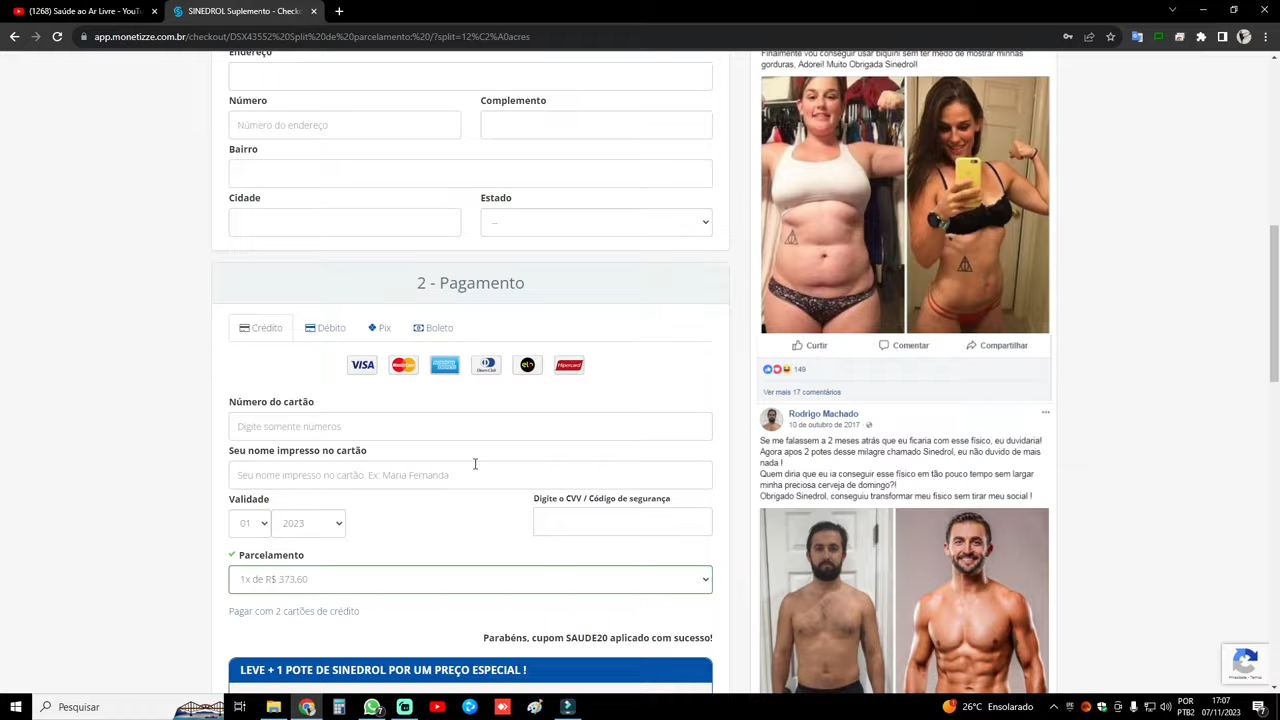 (1268) Saúde ao Ar Livre - YouT
SINEDROL Suplemento - Checko
app.monetizze.com.br/checkout/DSX43552%20Split%20de%20parcelamento:%20/?split=12%C2%A0acres
Endereço
Número
Complemento
Número do endereço
Bairro
Cidade
Estado
--
2 - Pagamento
Crédito
Débito
Pix
Boleto
VISA
MasterCard
elo
Hipercard
Número do cartão
Digite somente números
Seu nome impresso no cartão
Seu nome impresso no cartão. Ex: Maria Fernanda
Validade
Digite o CVV / Código de segurança
01
2023
Parcelamento
1x de R$ 373,60
Pagar com 2 cartões de crédito
Parabéns, cupom SAUDE20 aplicado com sucesso!
LEVE + 1 POTE DE SINEDROL POR UM PREÇO ESPECIAL !
Finalmente vou conseguir usar biquini sem ter medo de mostrar minhas
gorduras. Adorei! Muito Obrigada Sinedrol!
Curtir
Comentar
Compartilhar
149
Ver mais 17 comentários
Rodrigo Machado
10 de outubro de 2017
Se me falassem a 2 meses atrás que eu ficaria com esse físico, eu duvidaria!
Agora apos 2 potes desse milagre chamado Sinedrol, eu não duvido de mais
nada !
Quem diria que eu ia conseguir esse físico em tão pouco tempo sem largar
minha preciosa cerveja de domingo?!
Obrigado Sinedrol, conseguiu transformar meu físico sem tirar meu social !
Privacidade - Termos
Pesquisar
26°C Ensolarado
POR
PTB2
17:07
07/11/2023